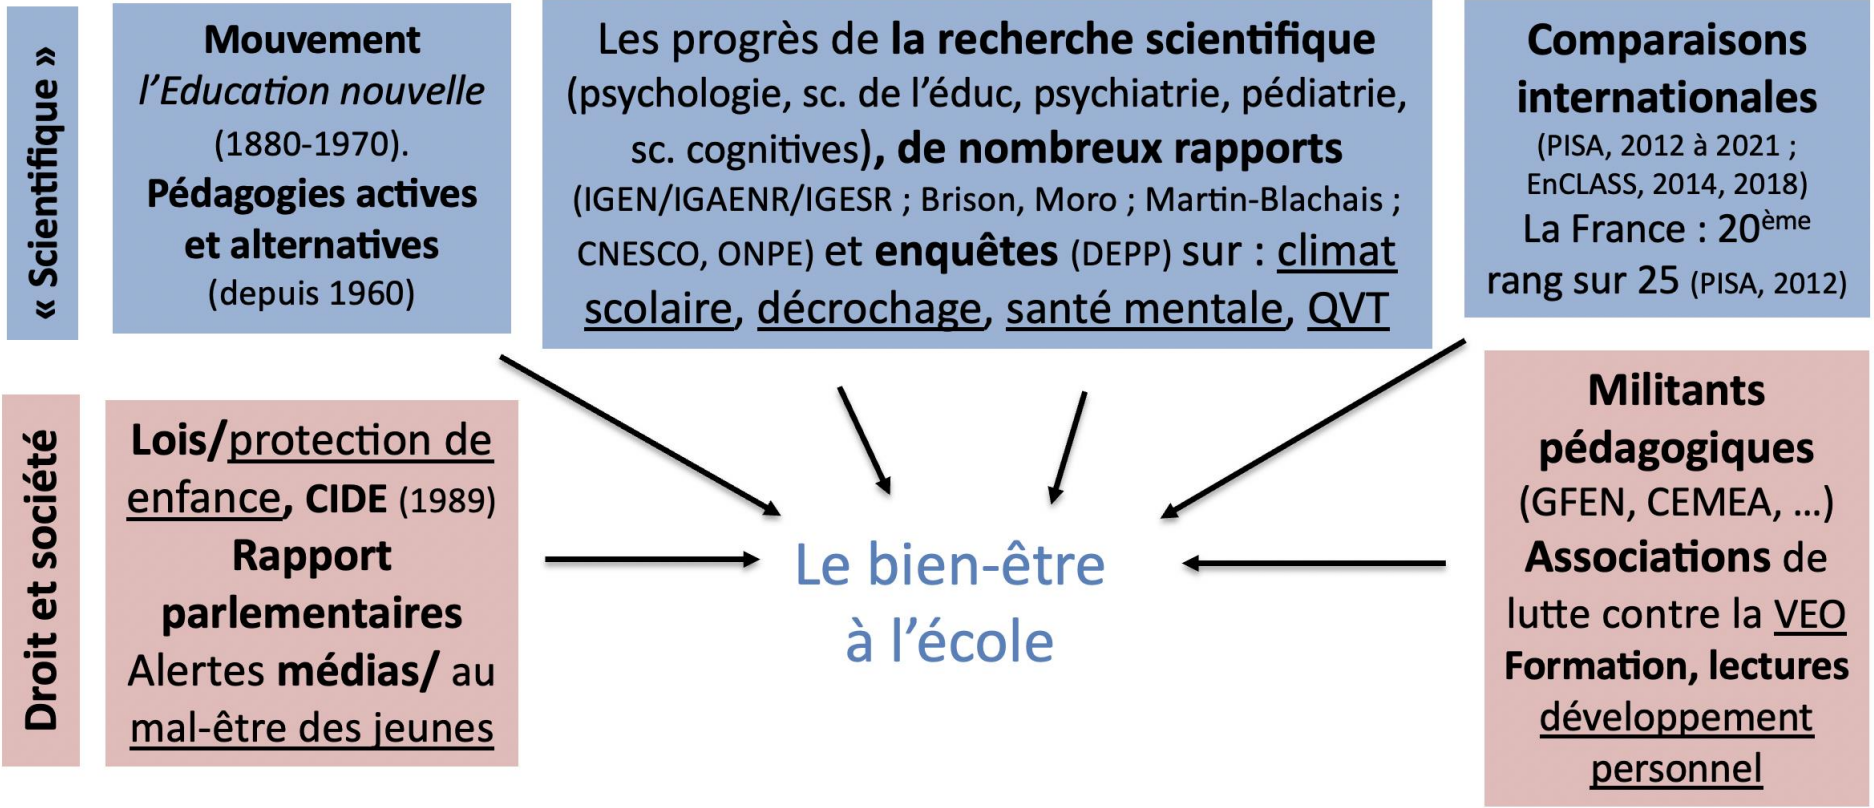 « Scientifique »
Mouvement
l’Education nouvelle
(1880-1970).
Pédagogies actives
et alternatives
(depuis 1960)
Les progrès de la recherche scientifique
(psychologie, sc. de l’éduc, psychiatrie, pédiatrie,
sc. cognitives), de nombreux rapports
(IGEN/IGAENR/IGESR ; Brison, Moro ; Martin-Blachais ;
CNESCO, ONPE) et enquêtes (DEPP) sur : climat
scolaire, décrochage, santé mentale, QVT
Comparaisons
internationales
(PISA, 2012 à 2021 ;
EnCLASS, 2014, 2018)
La France : 20ème
rang sur 25 (PISA, 2012)
Droit et société
Lois/protection de
enfance, CIDE (1989)
Rapport
parlementaires
Alertes médias/ au
mal-être des jeunes
Le bien-être
à l’école
Militants
pédagogiques
(GFEN, CEMEA, …)
Associations de
lutte contre la VEO
Formation, lectures
développement
personnel